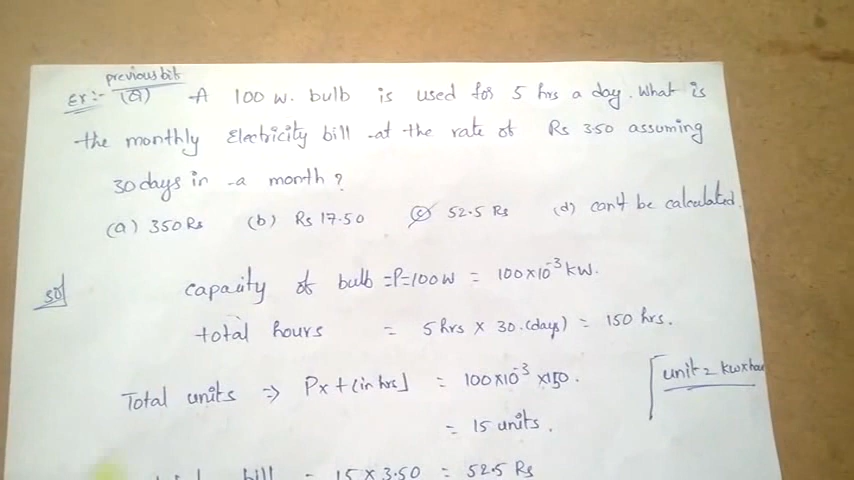 previous bit
Ex:- (Q) A 100 W. bulb is used for 5 hrs a day. What is
the monthly Electricity bill at the rate of Rs 3.50 assuming
30 days in a month?
(a) 350 Rs (b) Rs 17.50 (c) 52.5 Rs (d) can't be calculated.
capacity of bulb = P = 100W = 100×10⁻³ KW.
total hours = 5 hrs × 30.(days) = 150 hrs.
Total units => P×t (in hrs) = 100×10⁻³ ×150.
unit = kw×hour
= 15 units.
bill = 15 × 3.50 = 52.5 Rs